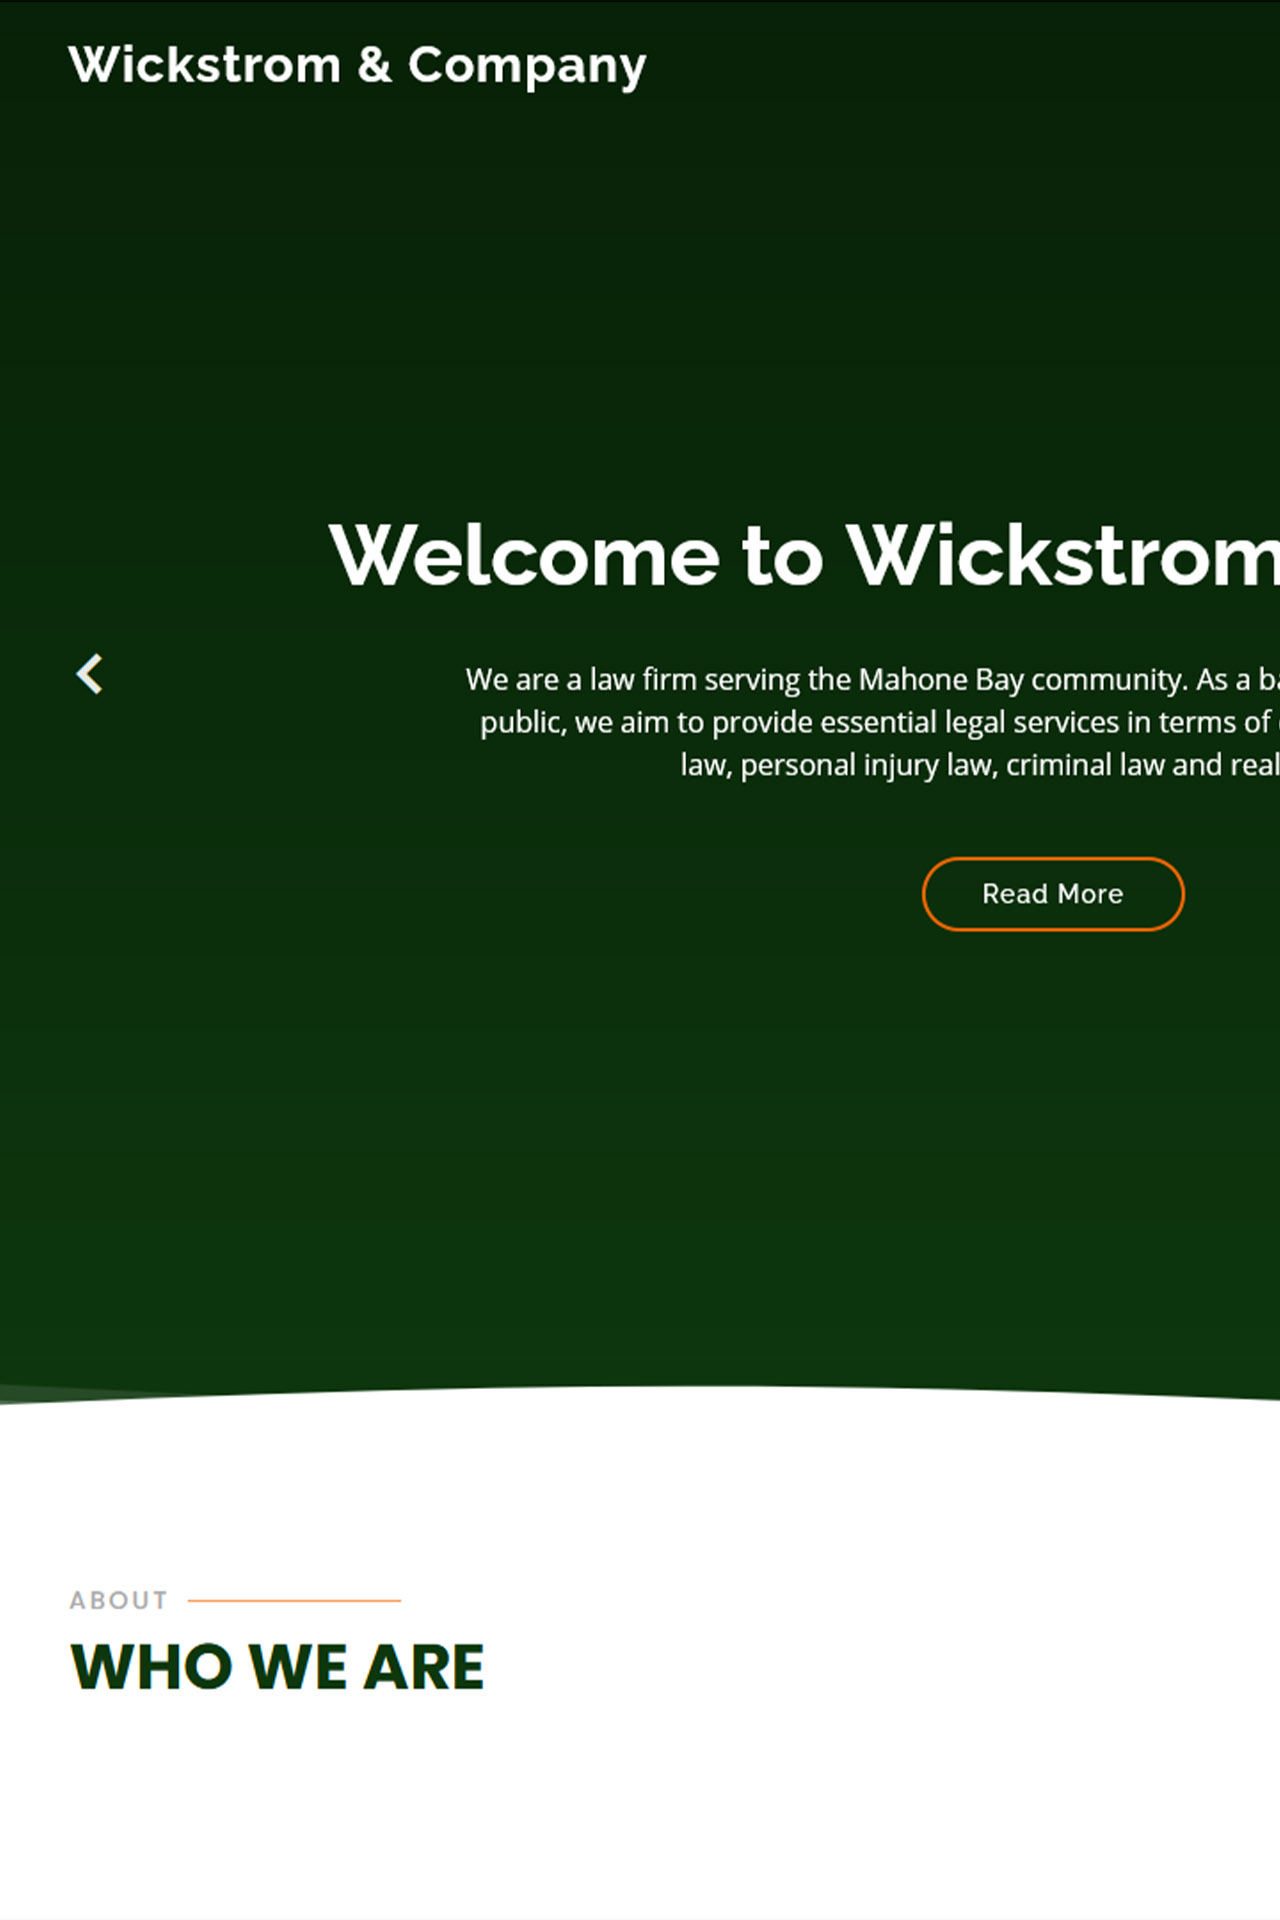 Wickstrom & Company
Welcome to Wickstrom
We are a law firm serving the Mahone Bay community. As a
public, we aim to provide essential legal services in terms of
law, personal injury law, criminal law and real
Read More
ABOUT
WHO WE ARE